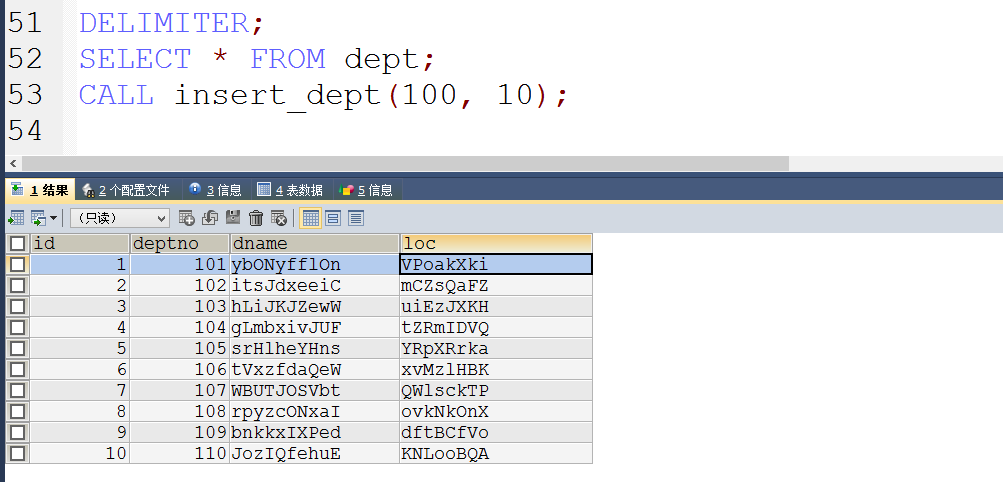 51 DELIMITER;
52 SELECT * FROM dept;
53 CALL insert_dept(100, 10);
54
1 结果 2 个配置文件 3 信息 4 表数据 5 信息
（只读）
id deptno dname loc
1 101 ybONyfflOn VPoakXki
2 102 itsJdxeeiC mCZsQaFZ
3 103 hLiJKJZewW uiEzJXKH
4 104 gLmbxivJUF tZRmIDVQ
5 105 srHlheYHns YRpXRrka
6 106 tVxzfdaQeW xvMzlHBK
7 107 WBUTJOSVbt QWlsckTP
8 108 rpyzcONxaI ovkNkOnX
9 109 bnkkxIXPed dftBCfVo
10 110 JozIQfehuE KNLooBQA